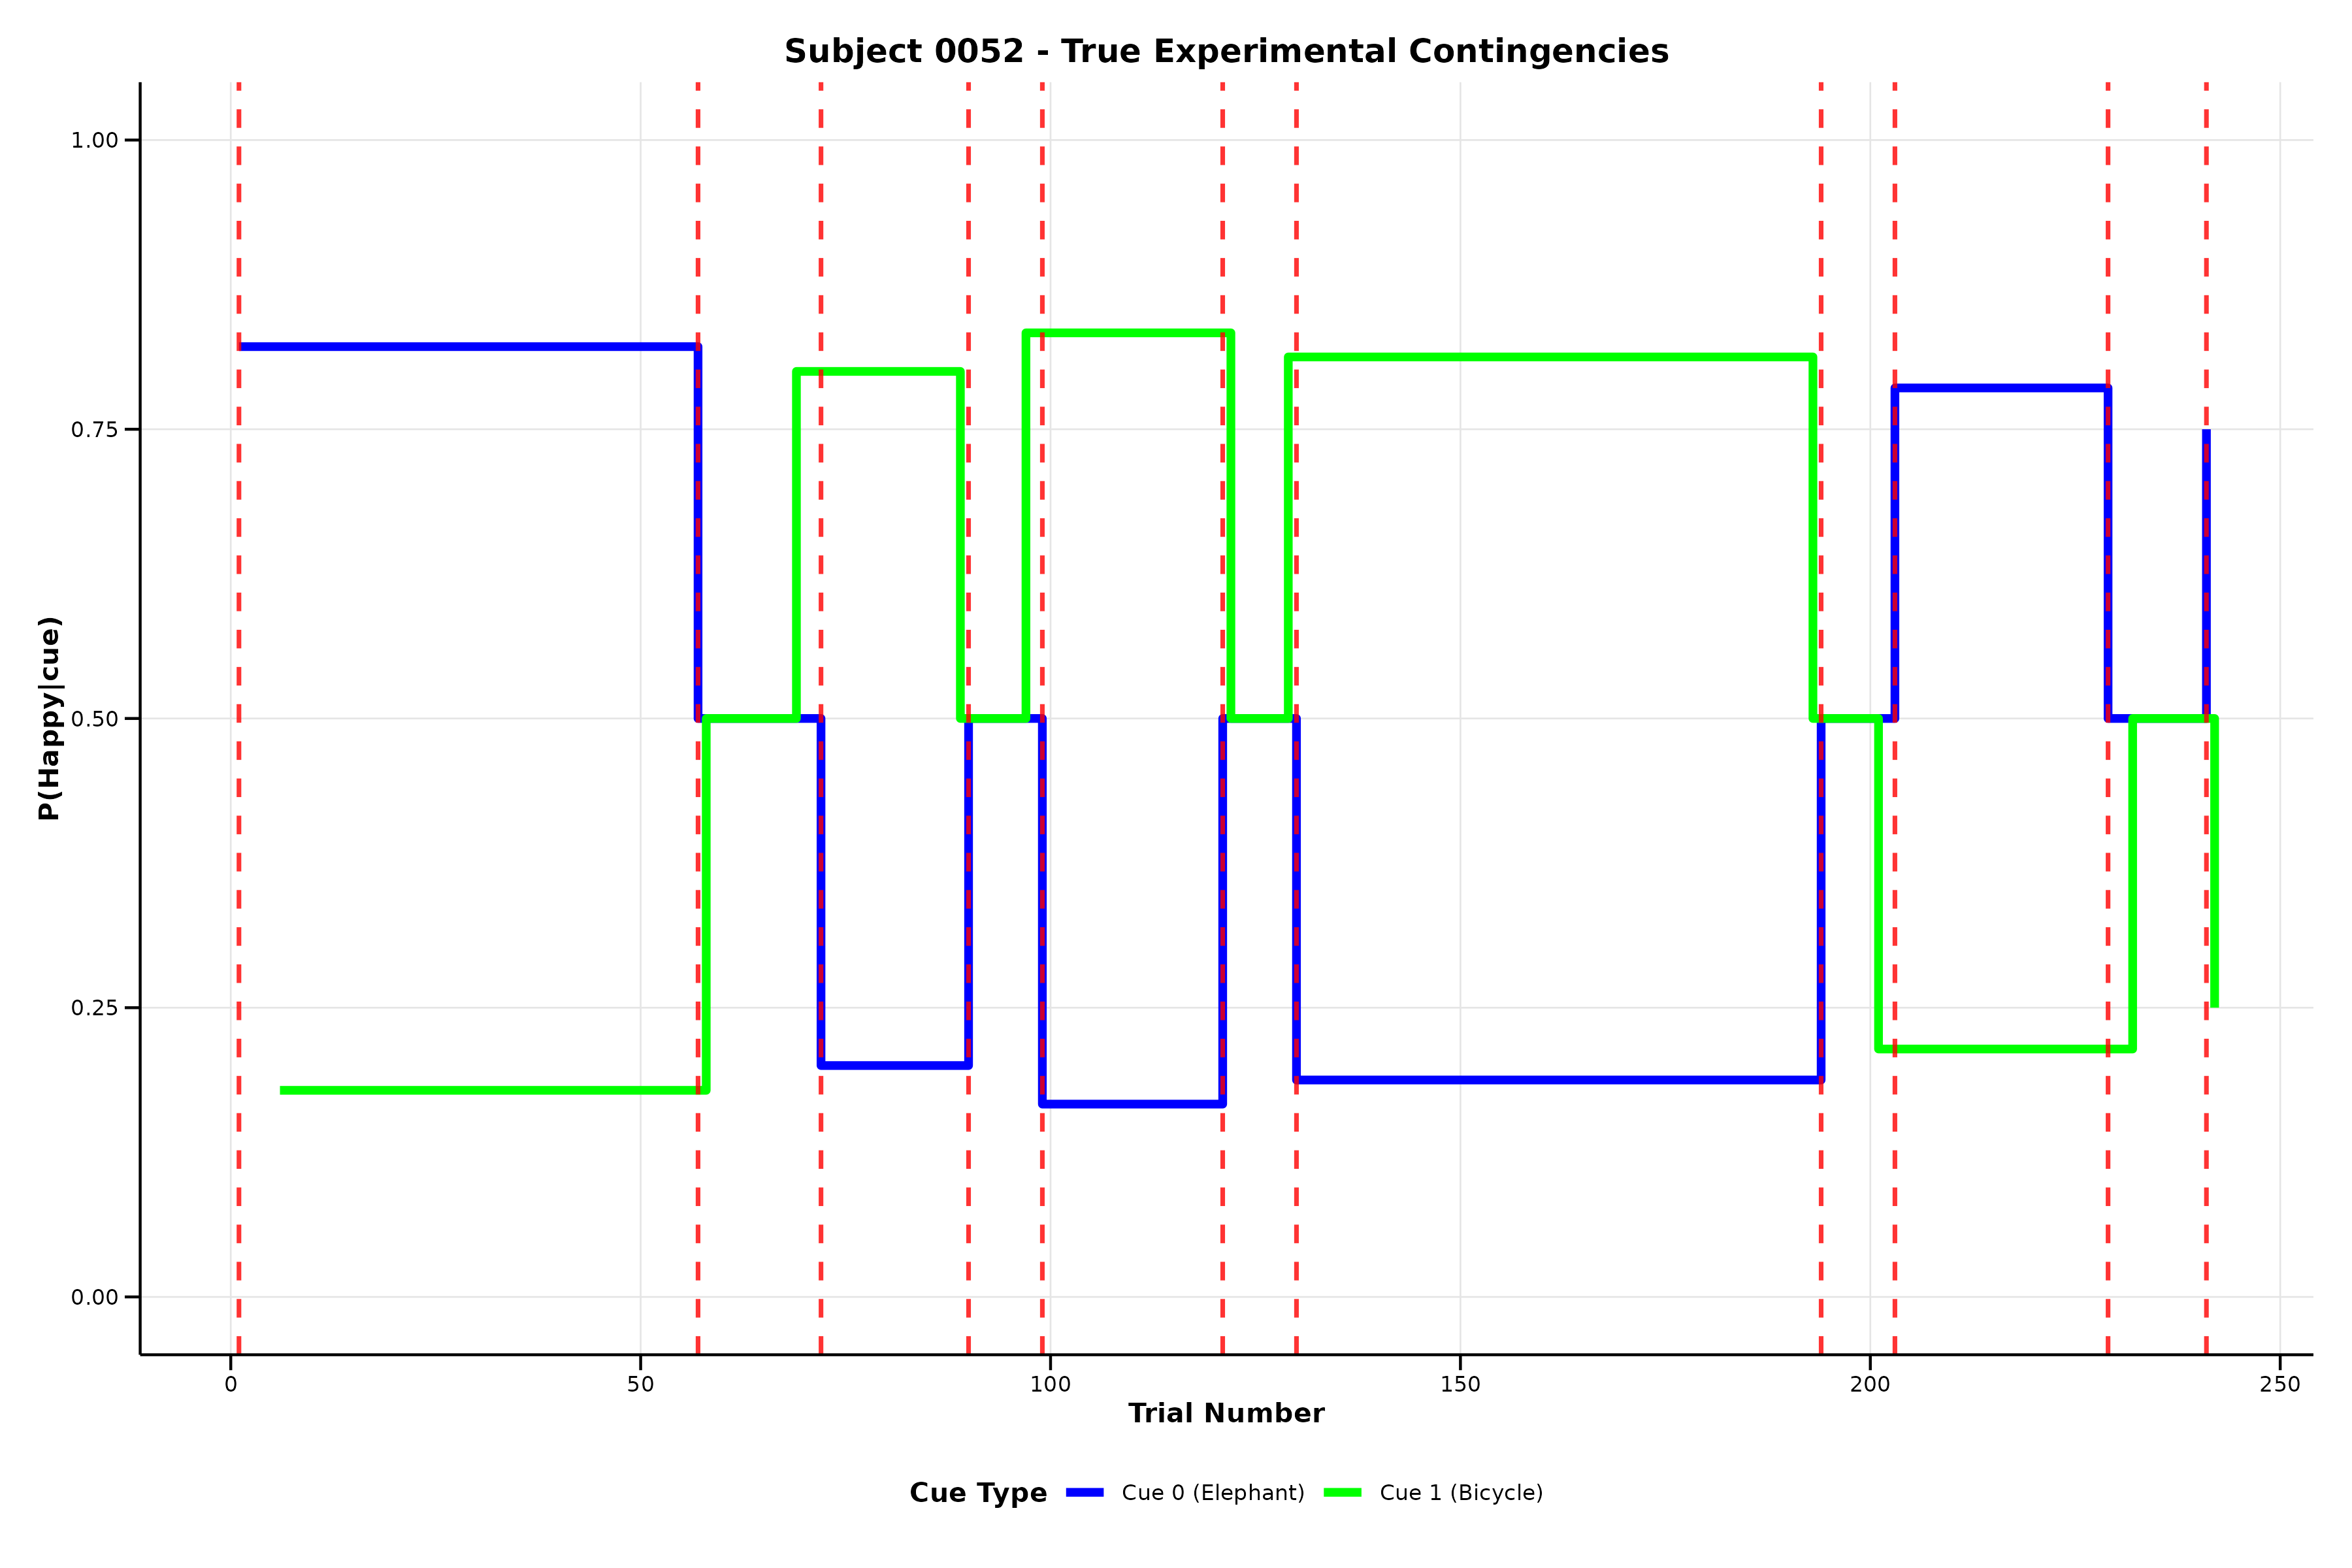 Subject 0052 - True Experimental Contingencies
P(Happy|cue)
1.00
0.75
0.50
0.25
0.00
0 50 100 150 200 250
Trial Number
Cue Type Cue 0 (Elephant) Cue 1 (Bicycle)